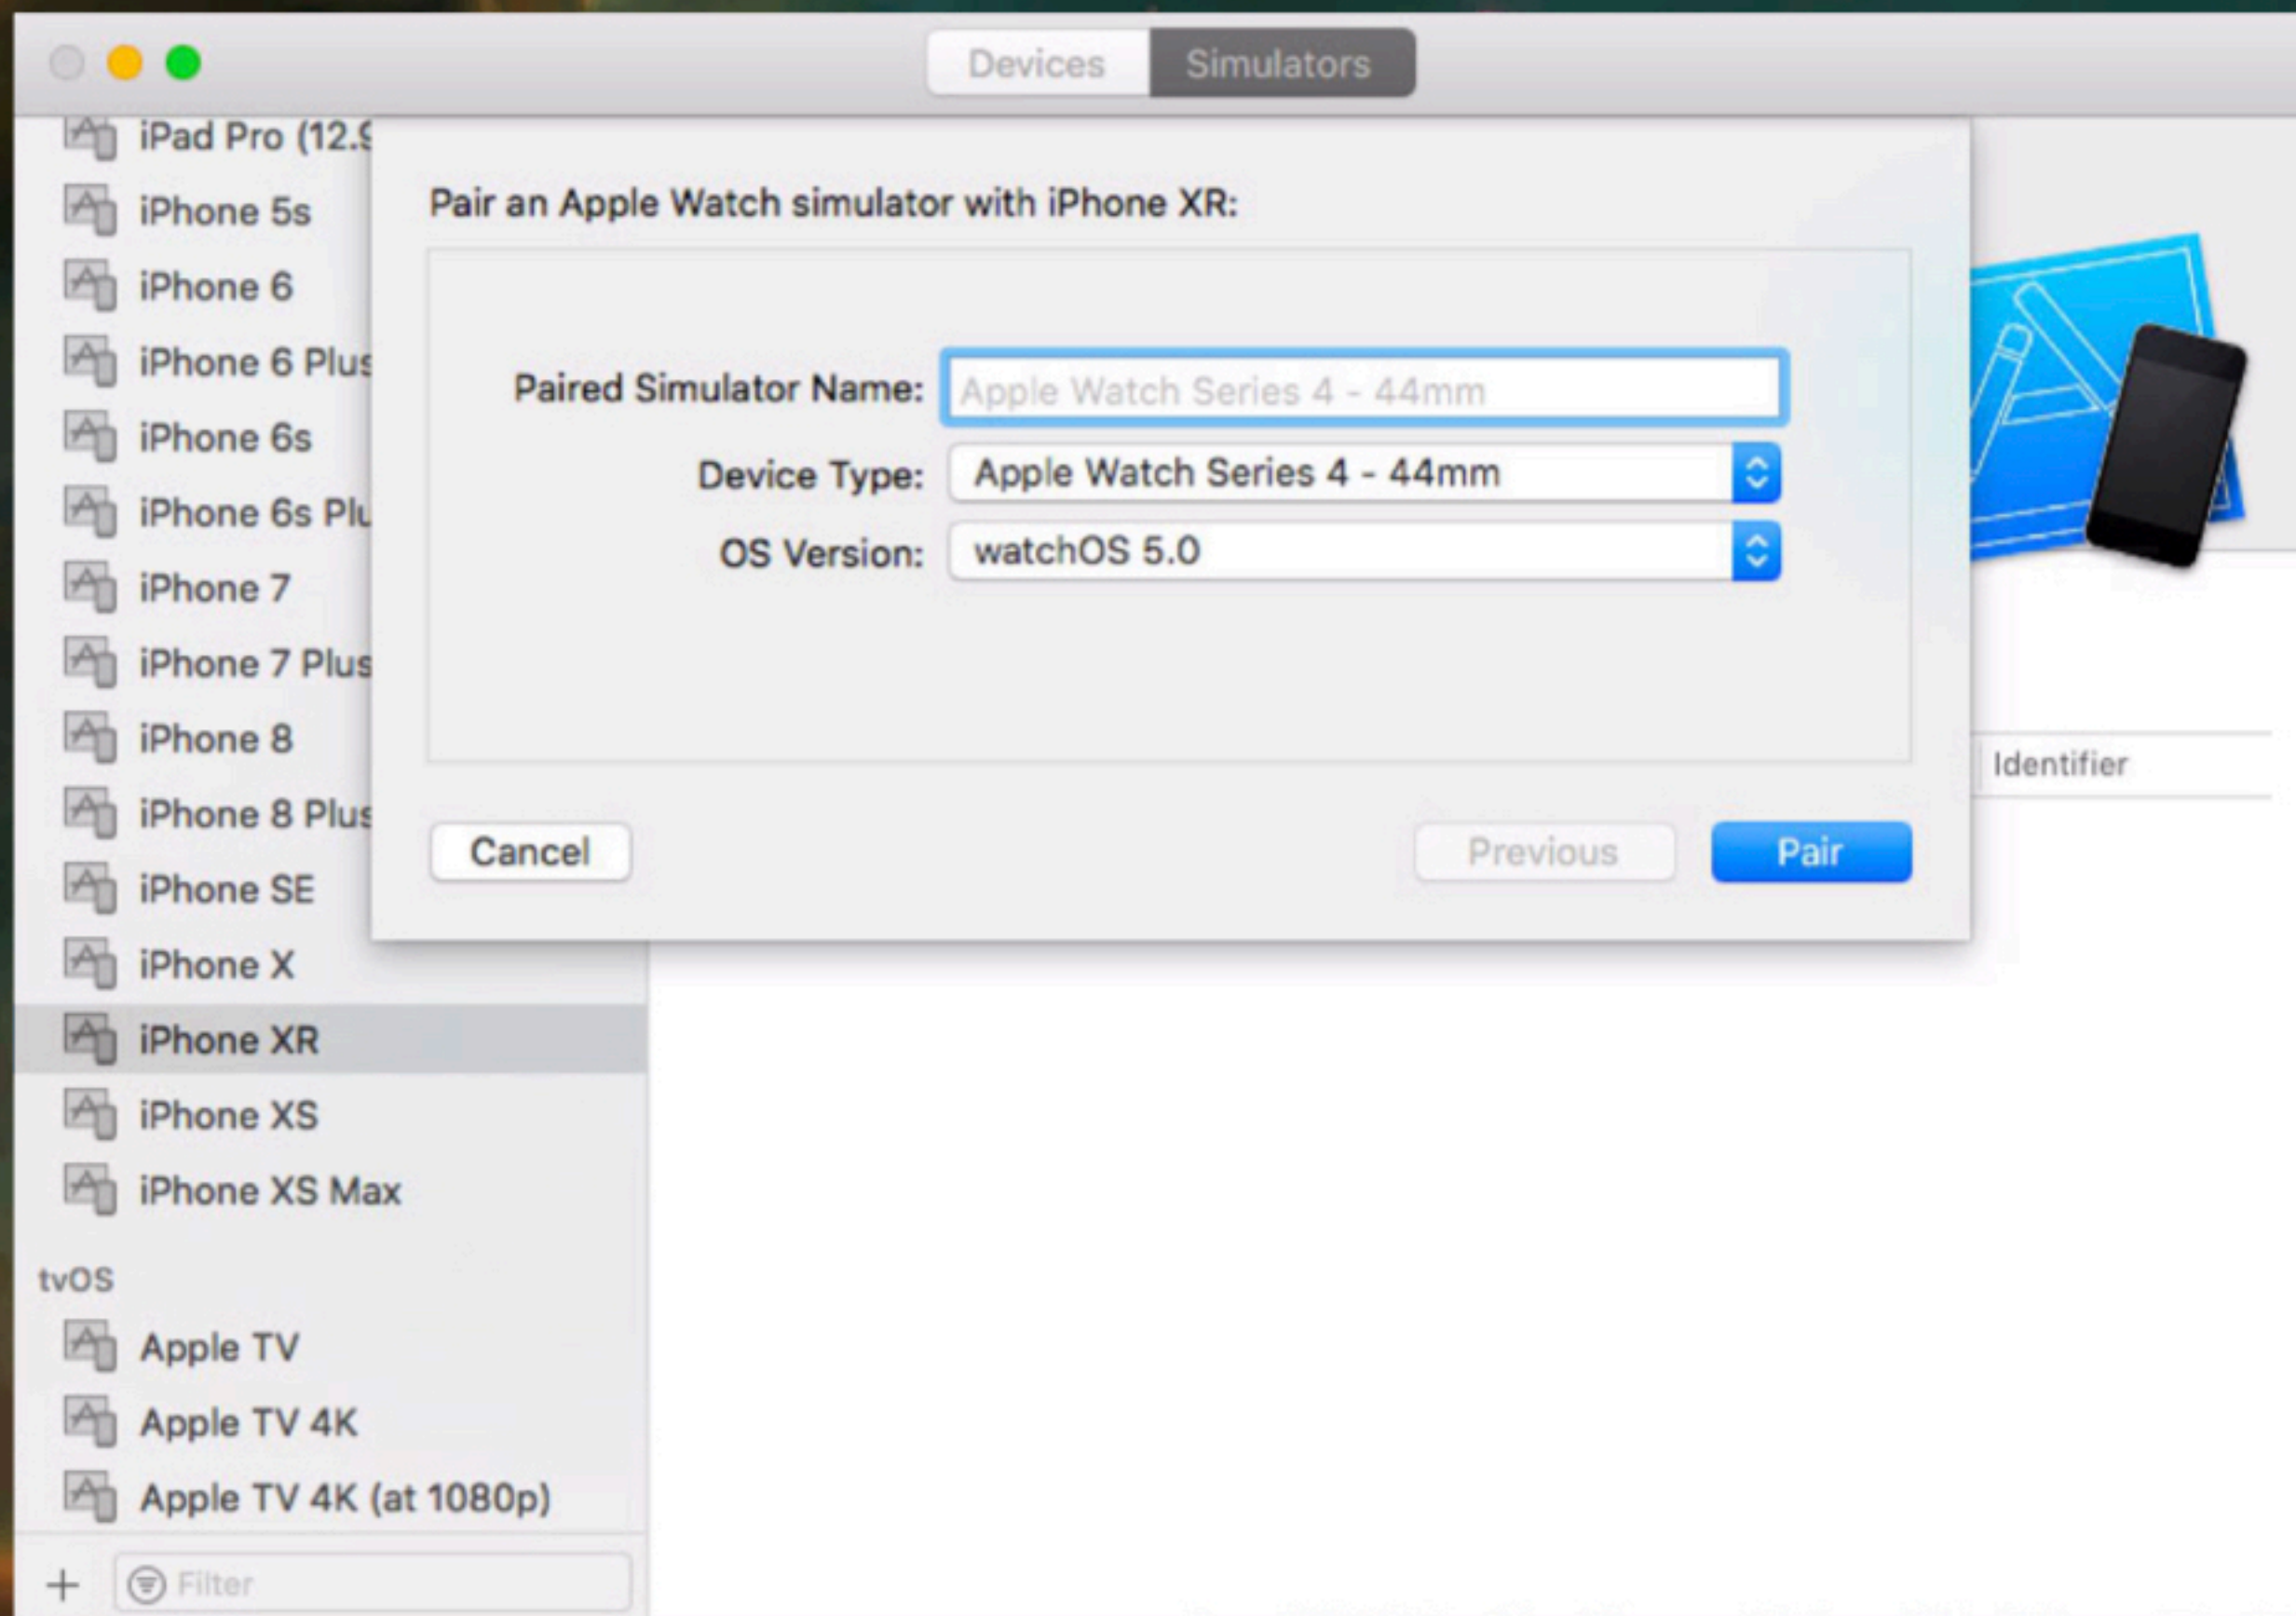 Devices
Simulators
iPad Pro (12.9
iPhone 5s
iPhone 6
iPhone 6 Plus
iPhone 6s
iPhone 6s Plu
iPhone 7
iPhone 7 Plus
iPhone 8
iPhone 8 Plus
iPhone SE
iPhone X
iPhone XR
iPhone XS
iPhone XS Max
tvOS
Apple TV
Apple TV 4K
Apple TV 4K (at 1080p)
Filter
Pair an Apple Watch simulator with iPhone XR:
Paired Simulator Name: Apple Watch Series 4 - 44mm
Device Type: Apple Watch Series 4 - 44mm
OS Version: watchOS 5.0
Cancel
Previous
Pair
Identifier